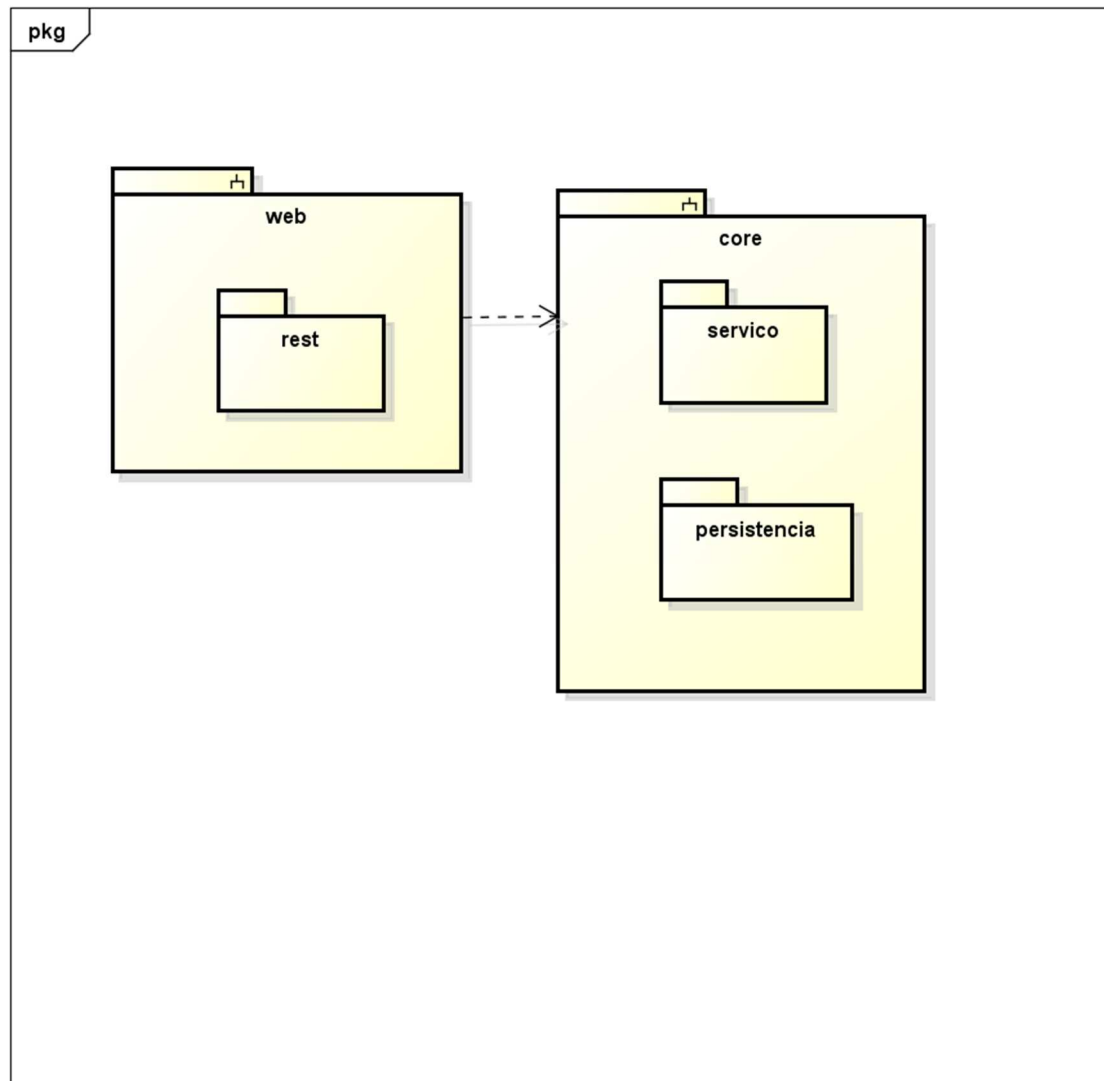 pkg
web
core
rest
servico
persistencia